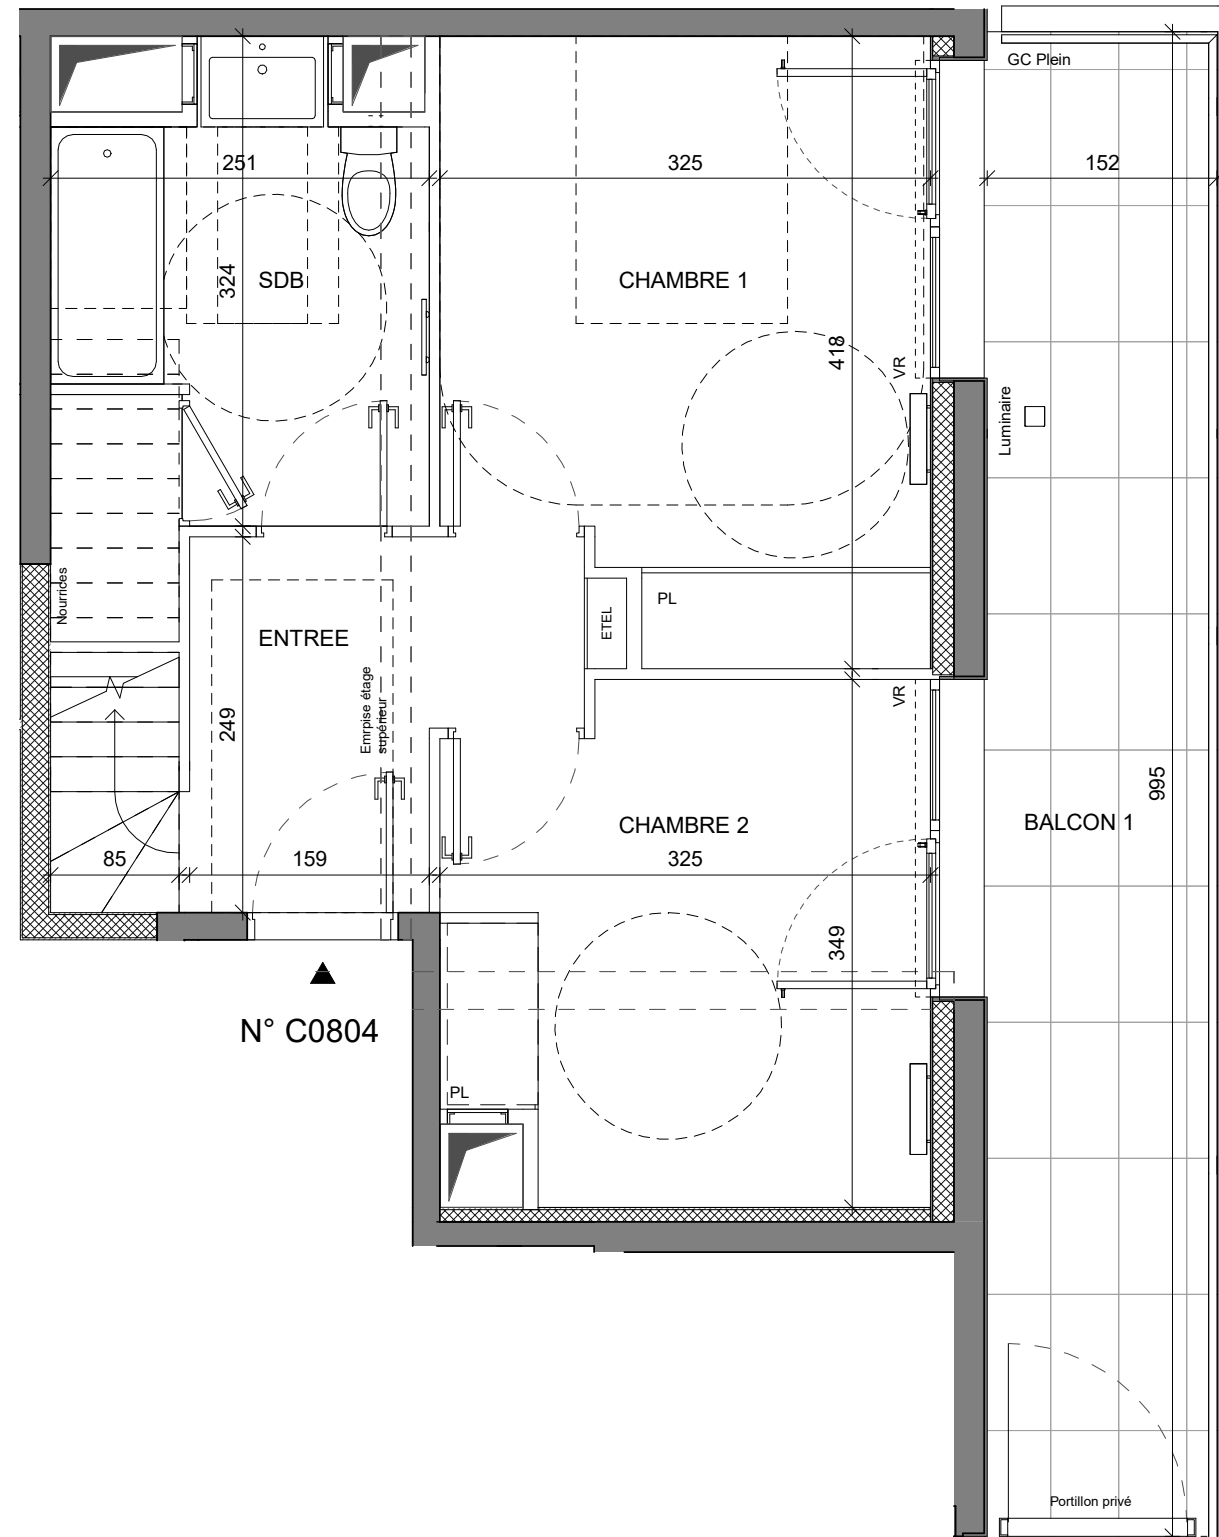 GC Plein
251
325
152
324
SDB
CHAMBRE 1
418
VR
Luminaire
Nourrices
ENTREE
ETEL
PL
Emrpise étage
supérieur
249
VR
995
CHAMBRE 2
BALCON 1
85
159
325
349
N° C0804
PL
Portillon privé